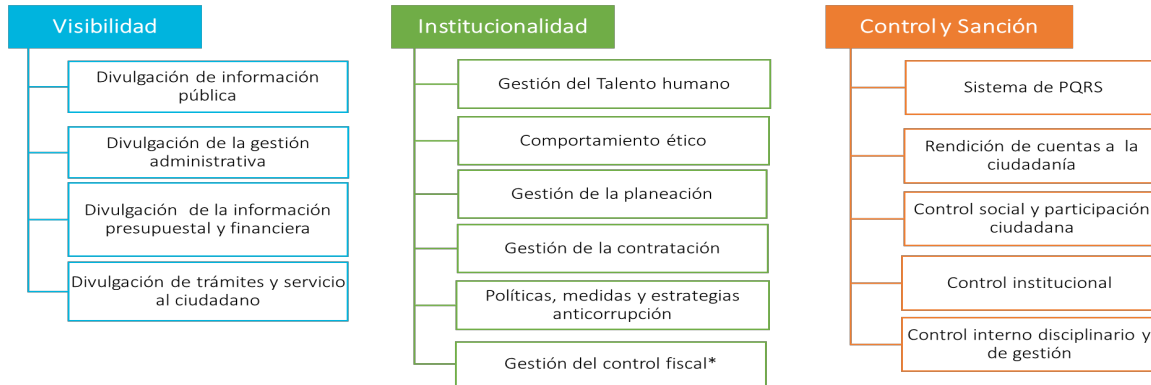 Visibilidad
Divulgación de información
pública
Divulgación de la gestión
administrativa
Divulgación de la información
presupuestal y financiera
Divulgación de trámites y servicio
al ciudadano
Institucionalidad
Gestión del Talento humano
Comportamiento ético
Gestión de la planeación
Gestión de la contratación
Políticas, medidas y estrategias
anticorrupción
Gestión del control fiscal*
Control y Sanción
Sistema de PQRS
Rendición de cuentas a la
ciudadanía
Control social y participación
ciudadana
Control institucional
Control interno disciplinario y
de gestión